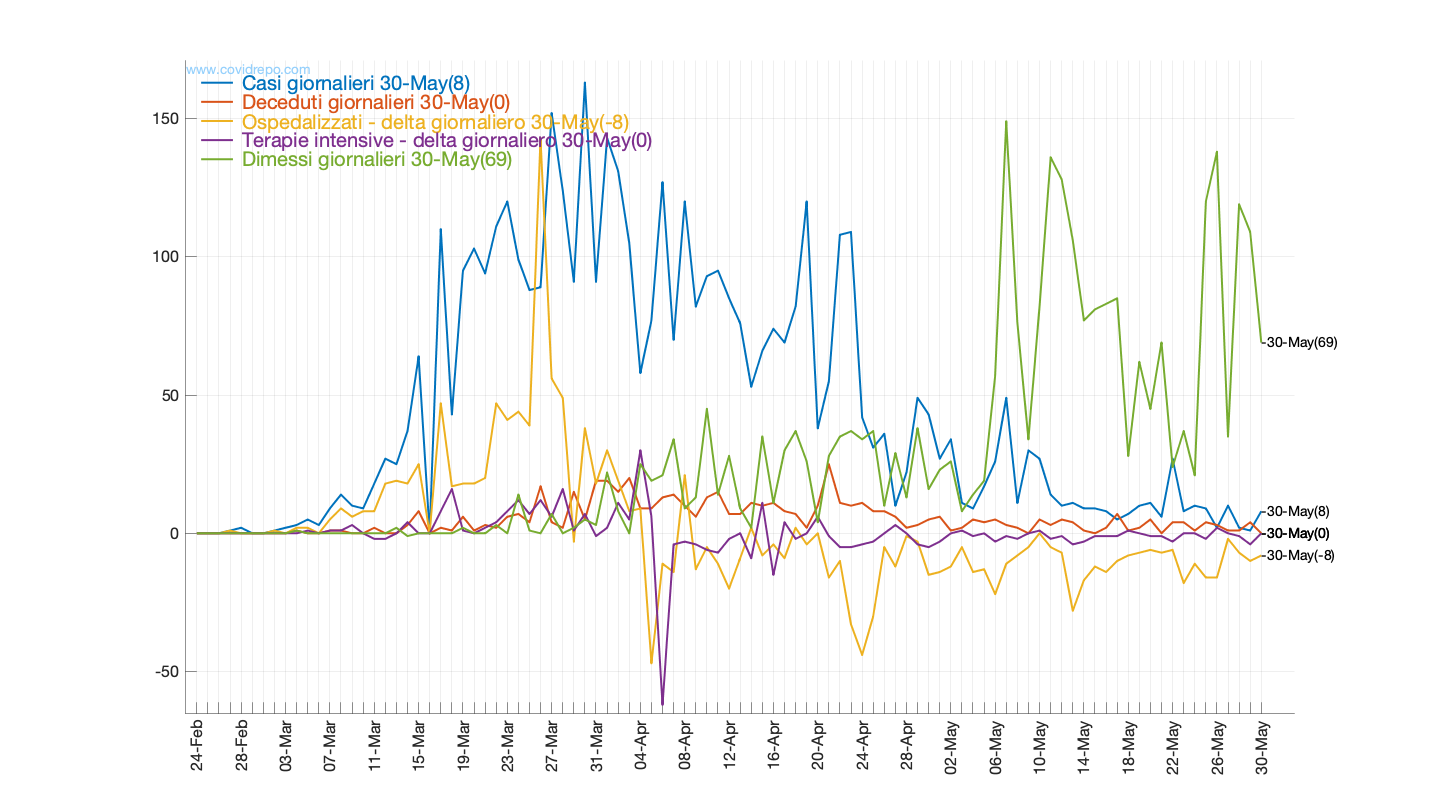 www.covidrepo.com
Casi giornalieri 30-May(8)
Deceduti giornalieri 30-May(0)
Ospedalizzati - delta giornaliero 30-May(-8)
Terapie intensive - delta giornaliero 30-May(0)
Dimessi giornalieri 30-May(69)
150
100
50
0
-50
30-May(69)
30-May(8)
30-May(0)
30-May(-8)
24-Feb
28-Feb
03-Mar
07-Mar
11-Mar
15-Mar
19-Mar
23-Mar
27-Mar
31-Mar
04-Apr
08-Apr
12-Apr
16-Apr
20-Apr
24-Apr
28-Apr
02-May
06-May
10-May
14-May
18-May
22-May
26-May
30-May